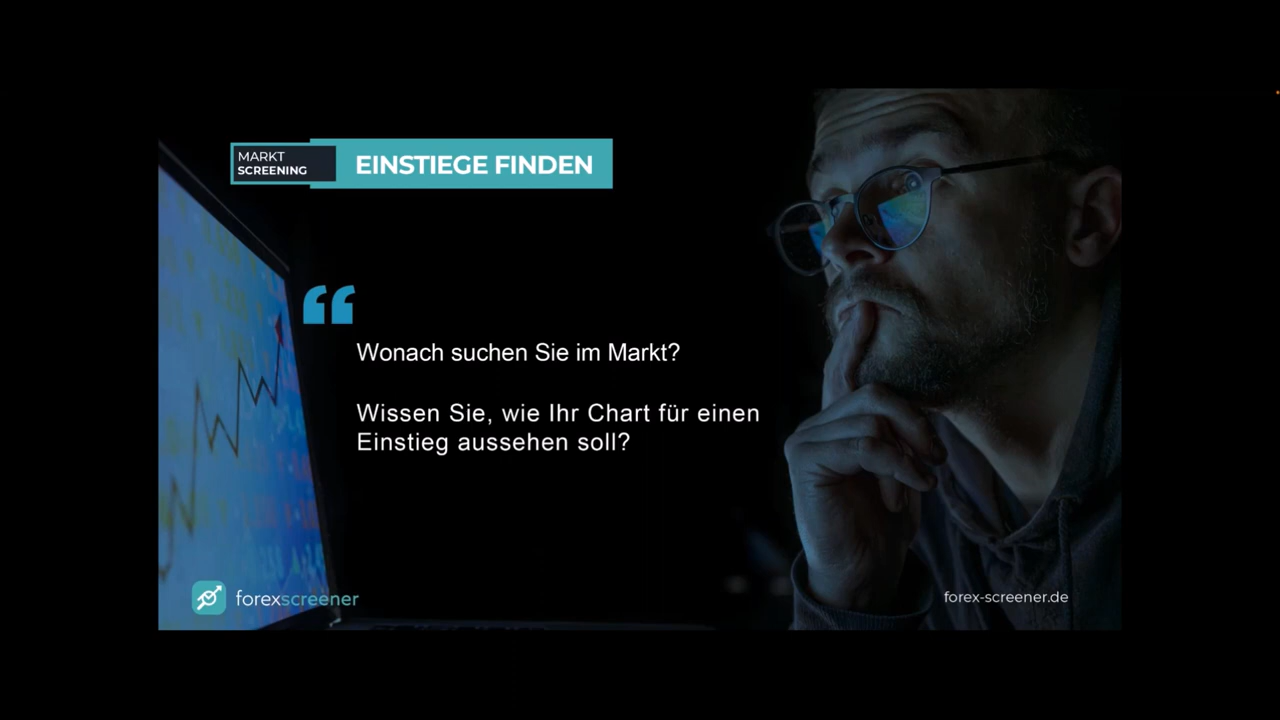 MARKT
SCREENING
EINSTIEGE FINDEN
Wonach suchen Sie im Markt?
Wissen Sie, wie Ihr Chart für einen
Einstieg aussehen soll?
forexscreener
forex-screener.de